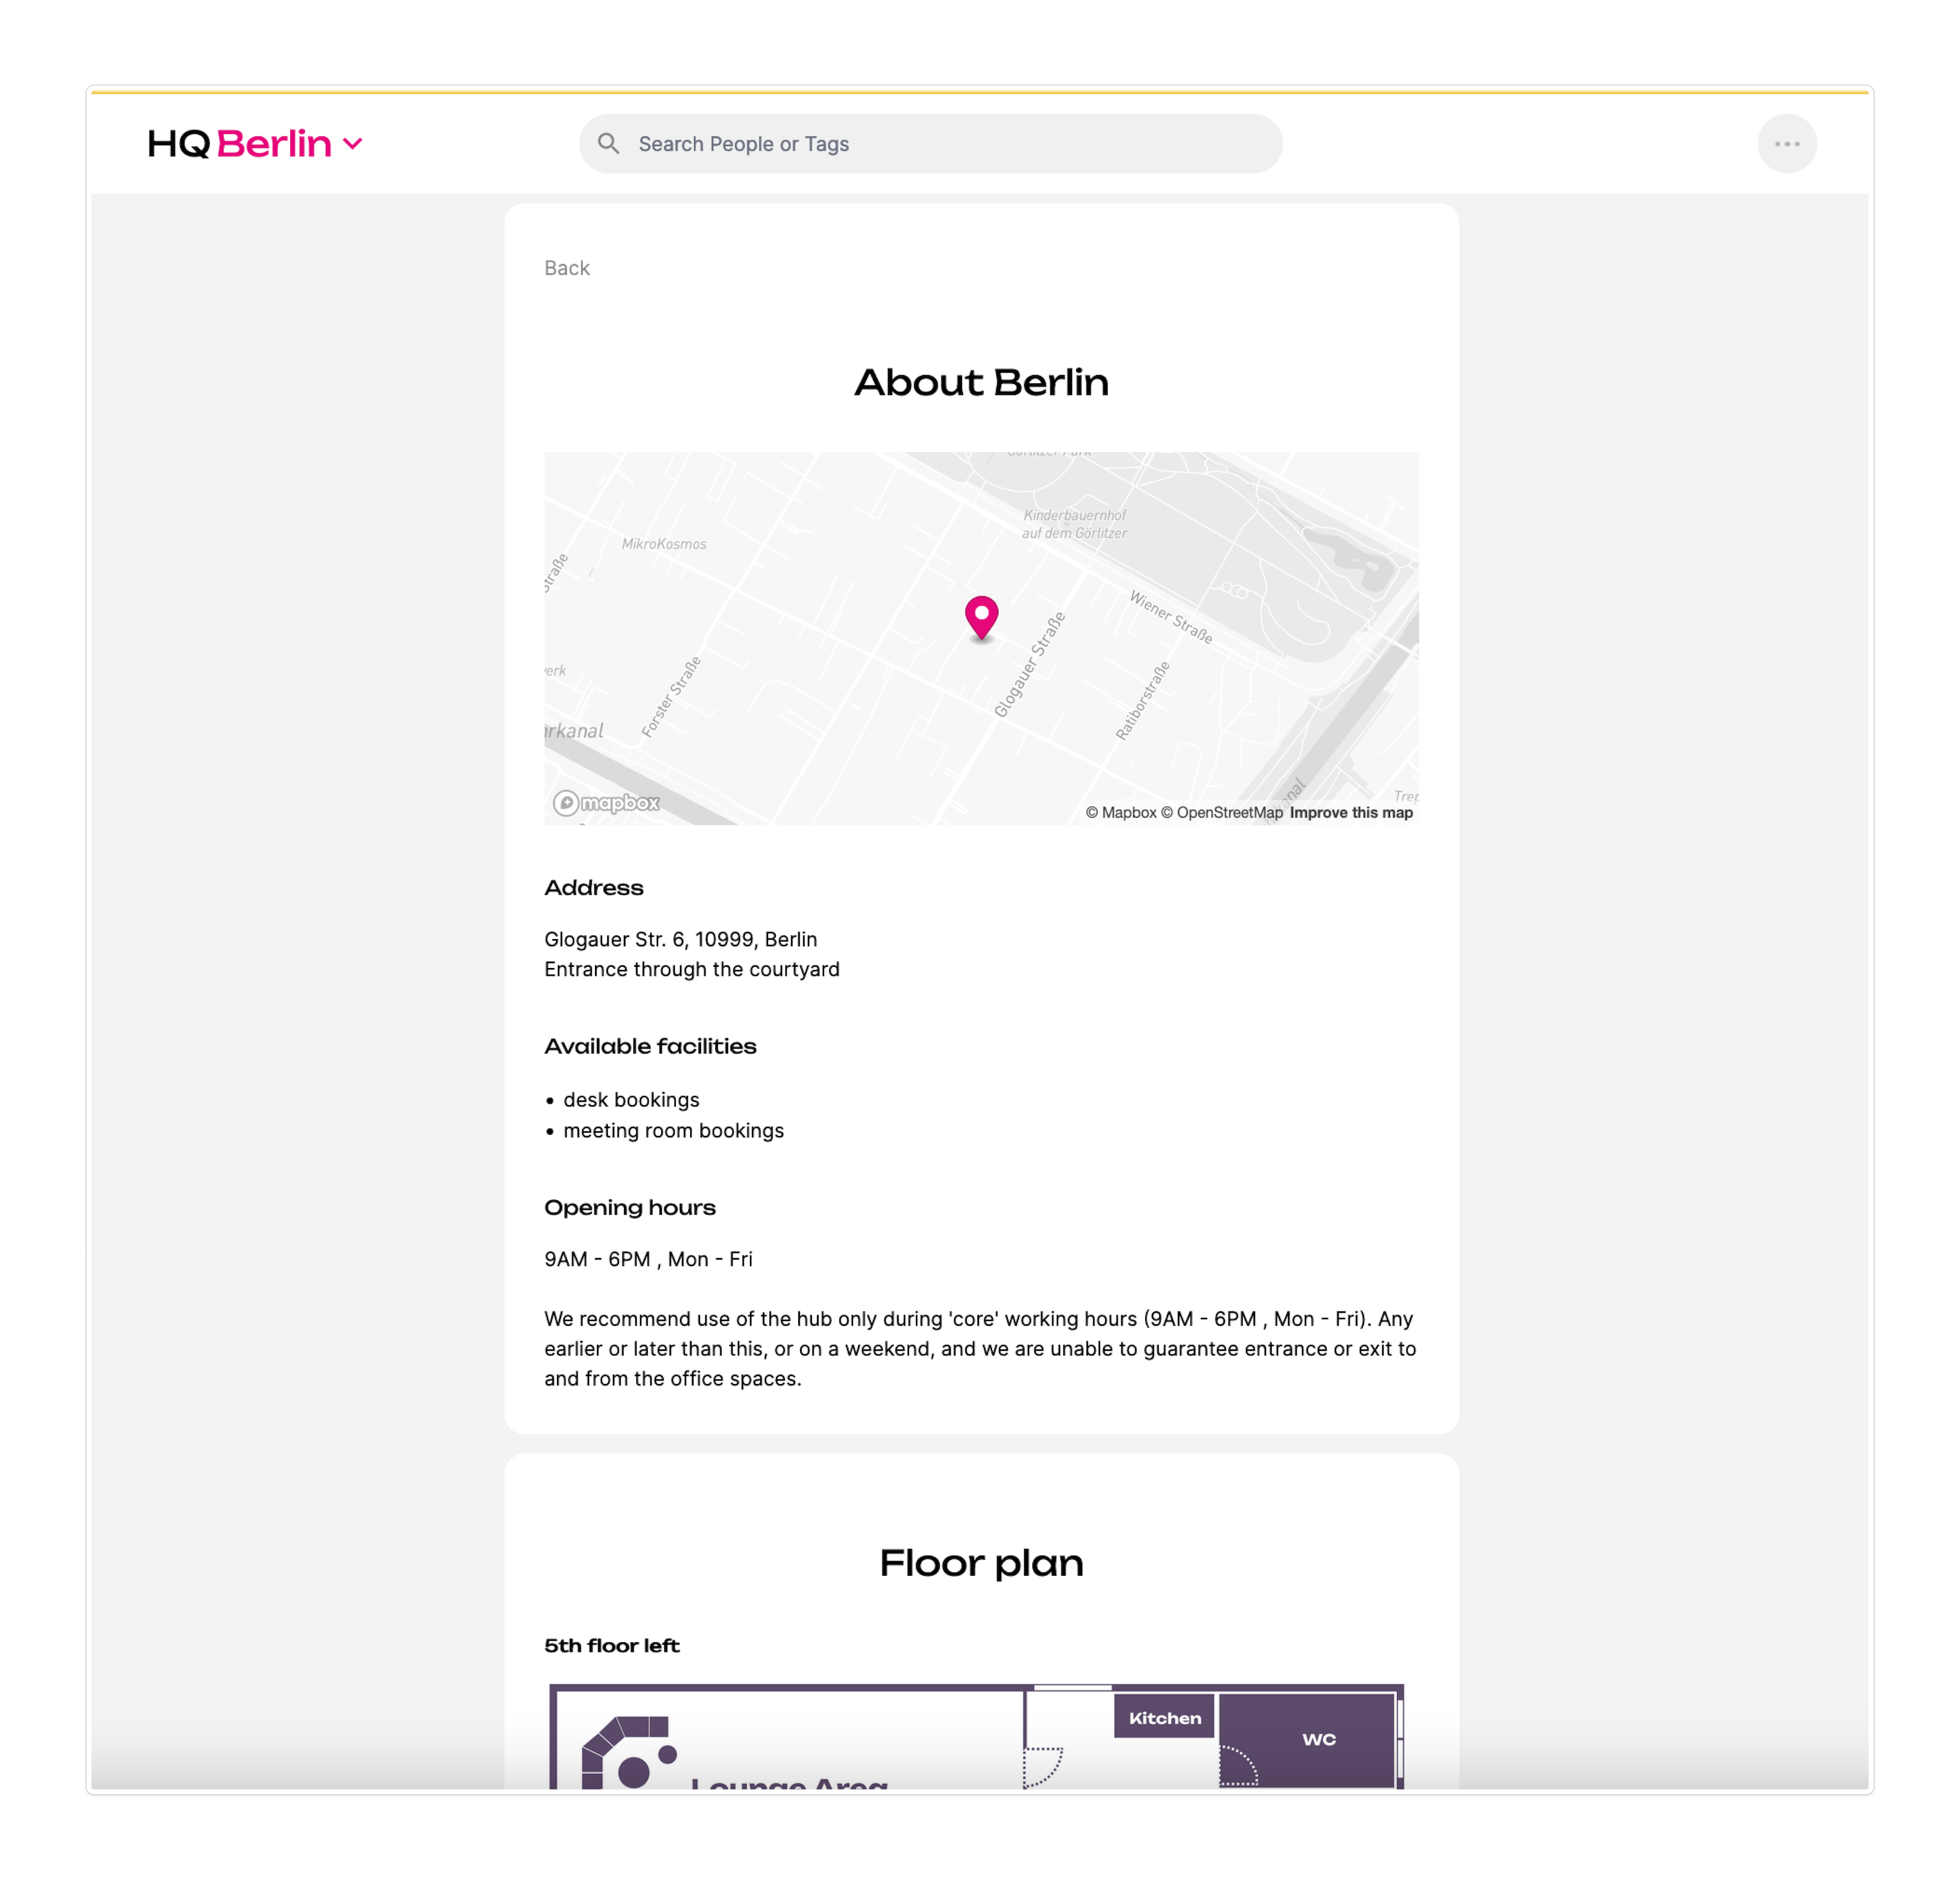 HQ Berlin
Search People or Tags
Back
About Berlin
Görlitzer Park
Kinderbauernhof
auf dem Görlitzer
MikroKosmos
Straße
Wiener Straße
Glogauer Straße
Forster Straße
Ratiborstraße
mapbox
© Mapbox © OpenStreetMap Improve this map
Address
Glogauer Str. 6, 10999, Berlin
Entrance through the courtyard
Available facilities
• desk bookings
• meeting room bookings
Opening hours
9AM - 6PM , Mon - Fri
We recommend use of the hub only during 'core' working hours (9AM - 6PM , Mon - Fri). Any
earlier or later than this, or on a weekend, and we are unable to guarantee entrance or exit to
and from the office spaces.
Floor plan
5th floor left
Kitchen
WC
Lounge Area